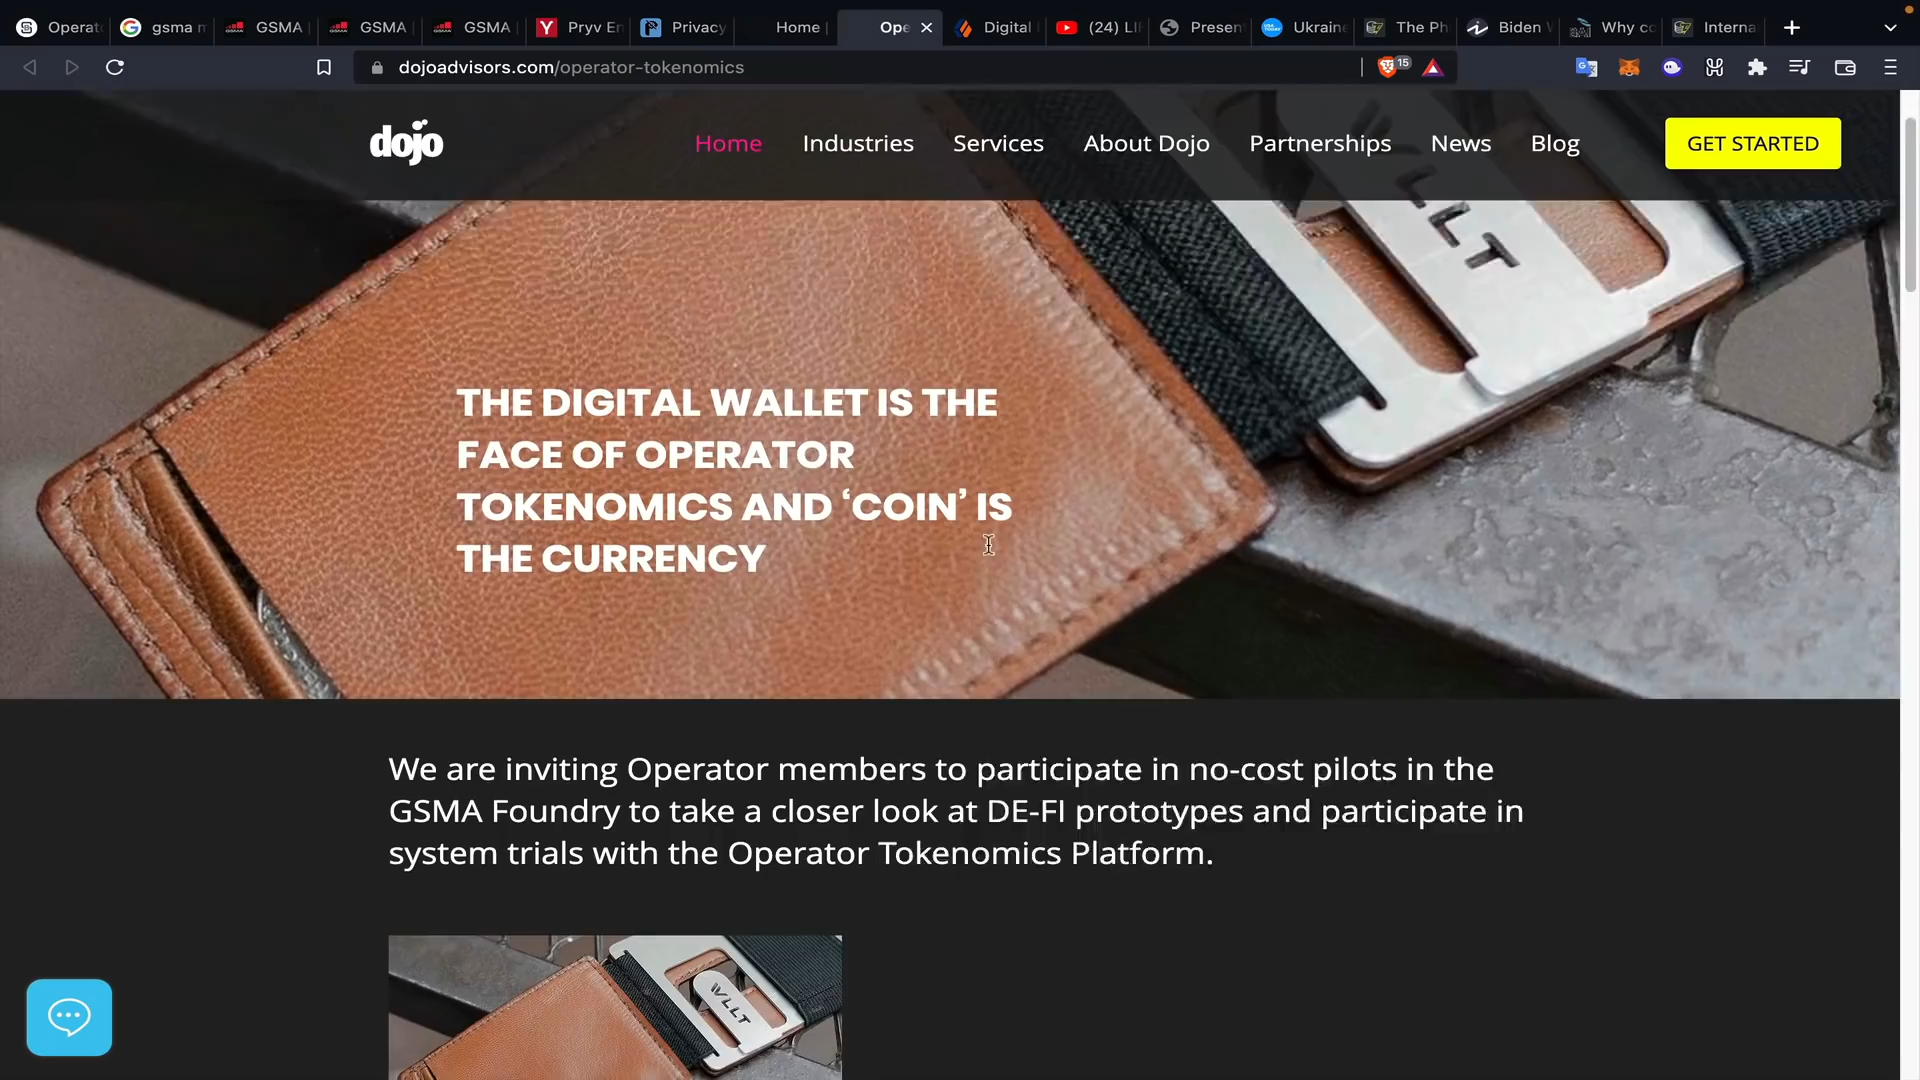 Operat
gsma m
GSMA
GSMA
GSMA
Pryv En
Privacy
Home
Ope
Digital
(24) LI
Presen
Ukraine
The Ph
Biden
Why co
Interna
dojoadvisors.com/operator-tokenomics
15
dojo
Home
Industries
Services
About Dojo
Partnerships
News
Blog
GET STARTED
THE DIGITAL WALLET IS THE
FACE OF OPERATOR
TOKENOMICS AND ‘COIN’ IS
THE CURRENCY
We are inviting Operator members to participate in no-cost pilots in the
GSMA Foundry to take a closer look at DE-FI prototypes and participate in
system trials with the Operator Tokenomics Platform.
WLLT